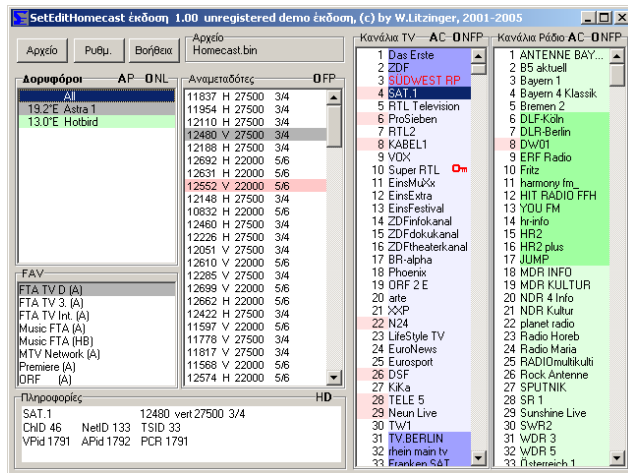 SetEditHomecast έκδοση 1.00 unregistered demo έκδοση, (c) by W.Litzinger, 2001-2005
Αρχείο
Ρυθμ.
Βοήθεια
Αρχείο
Homecast.bin
Δορυφόροι AP ONL
All
19.2°E Astra 1
13.0°E Hotbird
FAV
FTA TV D (A)
FTA TV 3. (A)
FTA TV Int. (A)
Music FTA (A)
Music FTA (HB)
MTV Network (A)
Premiere (A)
ORF (A)
Αναμεταδότες OFP
11837 H 27500 3/4
11954 H 27500 3/4
12110 H 27500 3/4
12480 V 27500 3/4
12188 H 27500 3/4
12692 H 22000 5/6
12631 H 22000 5/6
12552 V 22000 5/6
12148 H 27500 3/4
10832 H 22000 5/6
12460 H 27500 3/4
12226 H 27500 3/4
12051 V 27500 3/4
12610 V 22000 5/6
12285 V 27500 3/4
12699 V 22000 5/6
12662 H 22000 5/6
12422 H 27500 3/4
11597 V 22000 5/6
11778 V 27500 3/4
11817 V 27500 3/4
11568 V 22000 5/6
12574 H 22000 5/6
Πληροφορίες HD
SAT.1 12480 vert 27500 3/4
ChID 46 NetID 133 TSID 33
VPid 1791 APid 1792 PCR 1791
Κανάλια TV AC ONFP
1 Das Erste
2 ZDF
3 SÜDWEST RP
4 SAT.1
5 RTL Television
6 ProSieben
7 RTL2
8 KABEL1
9 VOX
10 Super RTL
11 EinsMuXx
12 EinsExtra
13 EinsFestival
14 ZDFinfokanal
15 ZDFdokukanal
16 ZDFtheaterkanal
17 BR-alpha
18 Phoenix
19 ORF 2 E
20 arte
21 XXP
22 N24
23 LifeStyle TV
24 EuroNews
25 Eurosport
26 DSF
27 KiKa
28 TELE 5
29 Neun Live
30 TW1
31 TV.BERLIN
32 rhein main tv
33 Franken SAT
Κανάλια Ράδιο AC ONFP
1 ANTENNE BAY...
2 B5 aktuell
3 Bayern 1
4 Bayern 4 Klassik
5 Bremen 2
6 DLF-Köln
7 DLR-Berlin
8 DW01
9 ERF Radio
10 Fritz
11 harmony fm_
12 HIT RADIO FFH
13 YOU FM
14 hr-info
15 HR2
16 HR2 plus
17 JUMP
18 MDR INFO
19 MDR KULTUR
20 NDR 4 Info
21 NDR Kultur
22 planet radio
23 Radio Horeb
24 Radio Maria
25 RADIOmultikulti
26 Rock Antenne
27 SPUTNIK
28 SR 1
29 Sunshine Live
30 SWR2
31 WDR 3
32 WDR 5
33 Österreich 1